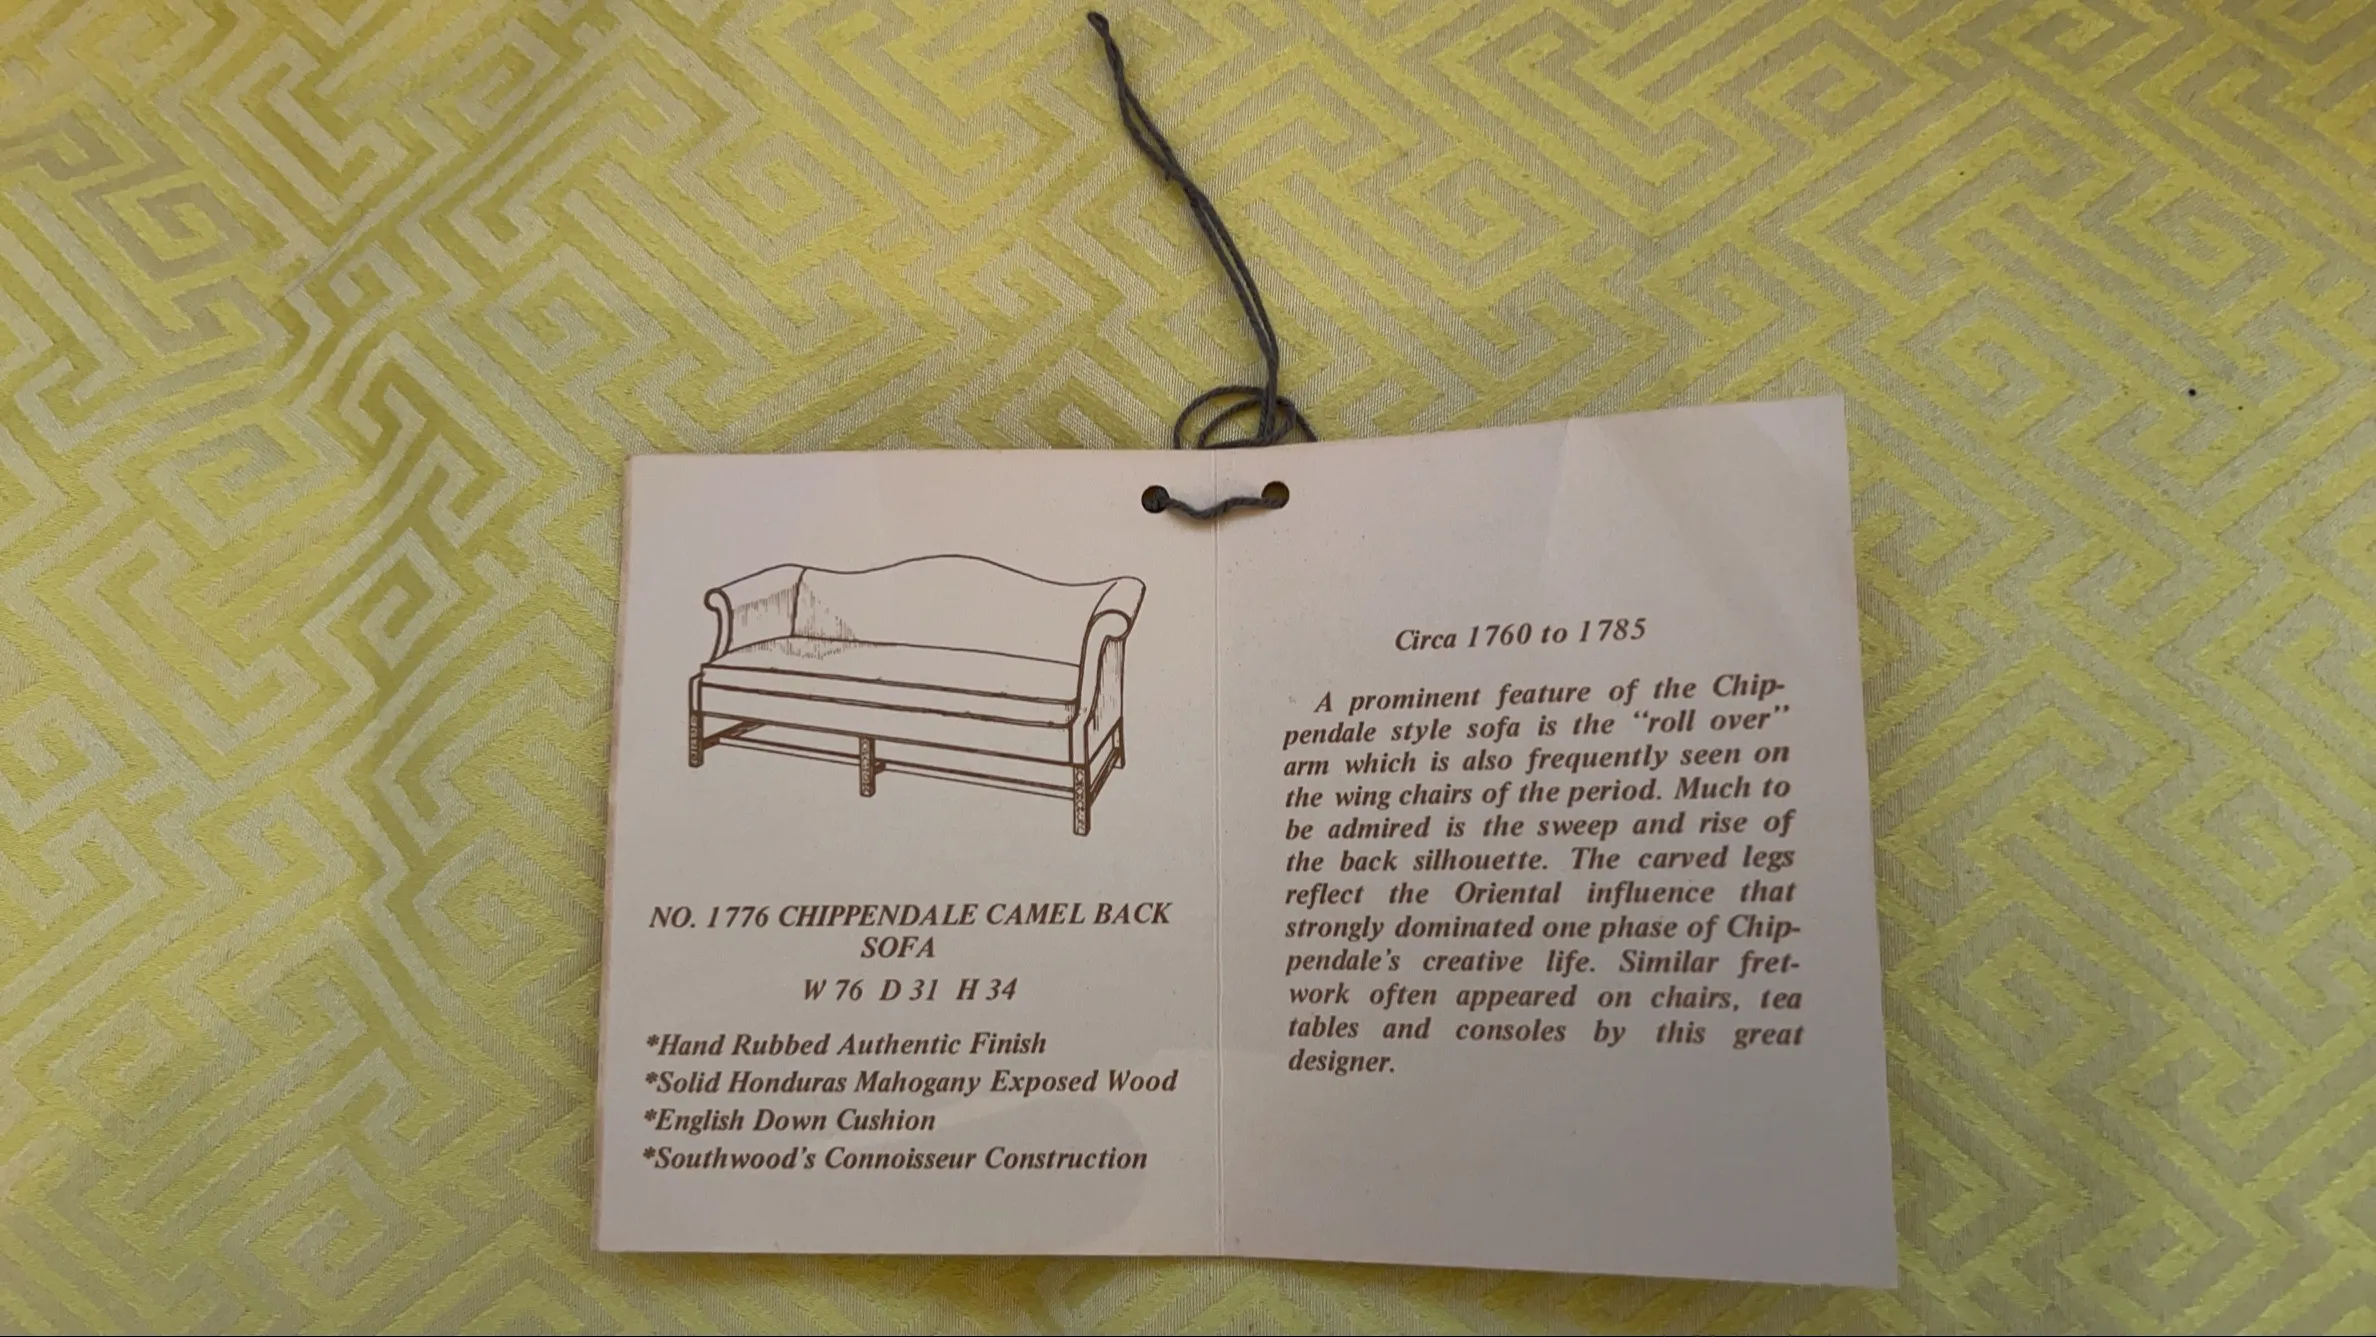 NO. 1776 CHIPPENDALE CAMEL BACK
SOFA
W 76 D 31 H 34
*Hand Rubbed Authentic Finish
*Solid Honduras Mahogany Exposed Wood
*English Down Cushion
*Southwood's Connoisseur Construction
Circa 1760 to 1785
A prominent feature of the Chip-
pendale style sofa is the “roll over”
arm which is also frequently seen on
the wing chairs of the period. Much to
be admired is the sweep and rise of
the back silhouette. The carved legs
reflect the Oriental influence that
strongly dominated one phase of Chip-
pendale's creative life. Similar fret-
work often appeared on chairs, tea
tables and consoles by this great
designer.